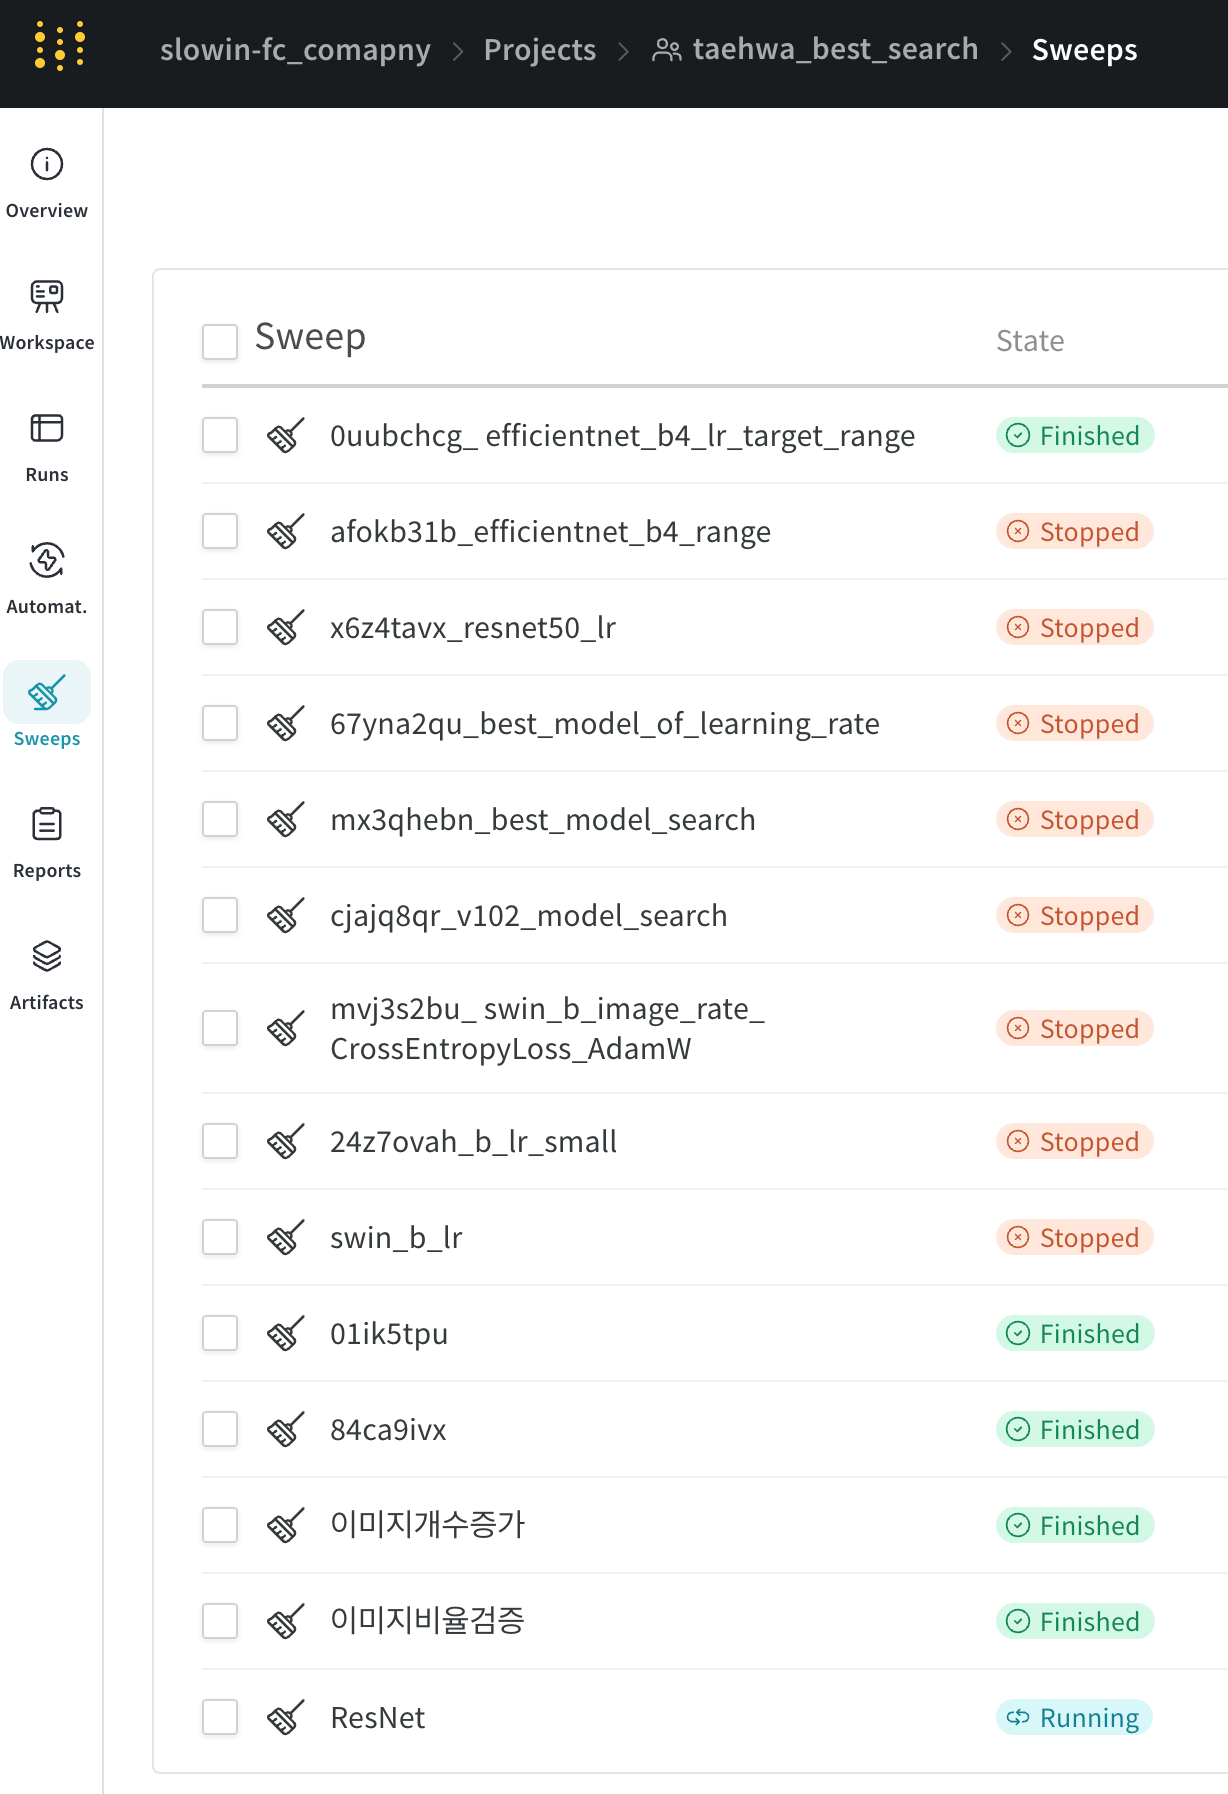 slowin-fc_comapny > Projects > taehwa_best_search > Sweeps
Overview
Workspace
Runs
Automat.
Sweeps
Reports
Artifacts
Sweep State
0uubchcg_ efficientnet_b4_lr_target_range Finished
afokb31b_efficientnet_b4_range Stopped
x6z4tavx_resnet50_lr Stopped
67yna2qu_best_model_of_learning_rate Stopped
mx3qhebn_best_model_search Stopped
cjajq8qr_v102_model_search Stopped
mvj3s2bu_ swin_b_image_rate_
CrossEntropyLoss_AdamW Stopped
24z7ovah_b_lr_small Stopped
swin_b_lr Stopped
01ik5tpu Finished
84ca9ivx Finished
이미지개수증가 Finished
이미지비율검증 Finished
ResNet Running